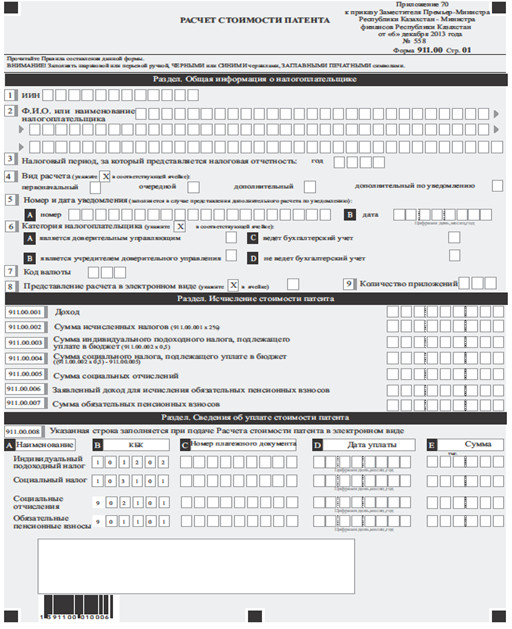 Приложение 70
к приказу Заместителя Премьер-Министра
Республики Казахстан - Министра
финансов Республики Казахстан
от «6» декабря 2013 года
№ 558
Форма 911.00 Стр. 01
РАСЧЕТ СТОИМОСТИ ПАТЕНТА
Прочитайте Правила составления данной формы.
ВНИМАНИЕ! Заполнять шариковой или перьевой ручкой, ЧЕРНЫМИ или СИНИМИ чернилами, ЗАГЛАВНЫМИ ПЕЧАТНЫМИ символами.
Раздел. Общая информация о налогоплательщике
1 ИИН
2 Ф.И.О. или наименование
налогоплательщика
3 Налоговый период, за который представляется налоговая отчетность: год
4 Вид расчета (укажите X в соответствующей ячейке):
первоначальный очередной дополнительный дополнительный по уведомлению
5 Номер и дата уведомления (заполняется в случае представления дополнительного расчета по уведомлению):
A номер B дата
6 Категория налогоплательщика (укажите X в соответствующей ячейке):
A является доверительным управляющим C ведет бухгалтерский учет
B является учредителем доверительного управления D не ведет бухгалтерский учет
7 Код валюты
8 Представление расчета в электронном виде (укажите X в ячейке) 9 Количество приложений
Раздел. Исчисление стоимости патента
911.00.001 Доход
911.00.002 Сумма исчисленных налогов (911.00.001 x 2%)
911.00.003 Сумма индивидуального подоходного налога, подлежащего
уплате в бюджет (911.00.002 x 0,5)
911.00.004 Сумма социального налога, подлежащего уплате в бюджет
((911.00.002 x 0,5) - 911.00.005)
911.00.005 Сумма социальных отчислений
911.00.006 Заявленный доход для исчисления обязательных пенсионных взносов
911.00.007 Сумма обязательных пенсионных взносов
Раздел. Сведения об уплате стоимости патента
911.00.008 Указанная строка заполняется при подаче Расчета стоимости патента в электронном виде
A Наименование B КБК C Номер платежного документа D Дата уплаты E Сумма
Индивидуальный
подоходный налог 1 0 1 2 0 2
Социальный налог 1 0 3 1 0 1
Социальные
отчисления 9 0 2 1 0 1
Обязательные
пенсионные взносы 9 0 1 1 0 1
1 891100 010006